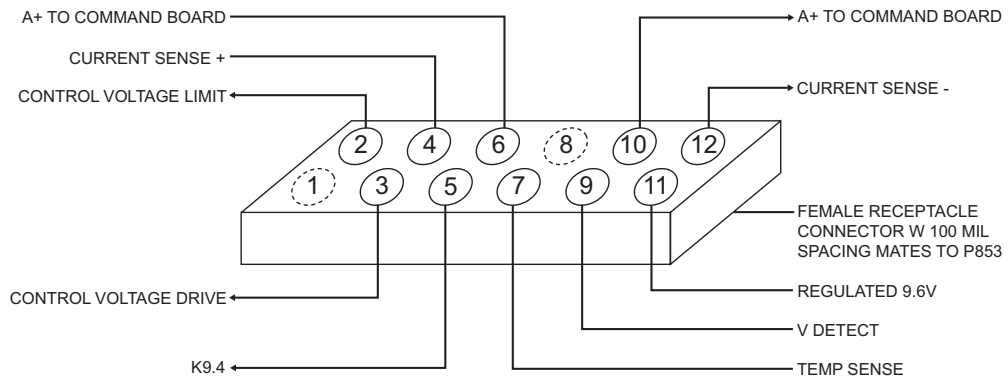 A+ TO COMMAND BOARD
A+ TO COMMAND BOARD
CURRENT SENSE +
CURRENT SENSE -
CONTROL VOLTAGE LIMIT
2 4 6 8 10 12
1 3 5 7 9 11
FEMALE RECEPTACLE
CONNECTOR W 100 MIL
SPACING MATES TO P853
CONTROL VOLTAGE DRIVE
REGULATED 9.6V
V DETECT
K9.4
TEMP SENSE